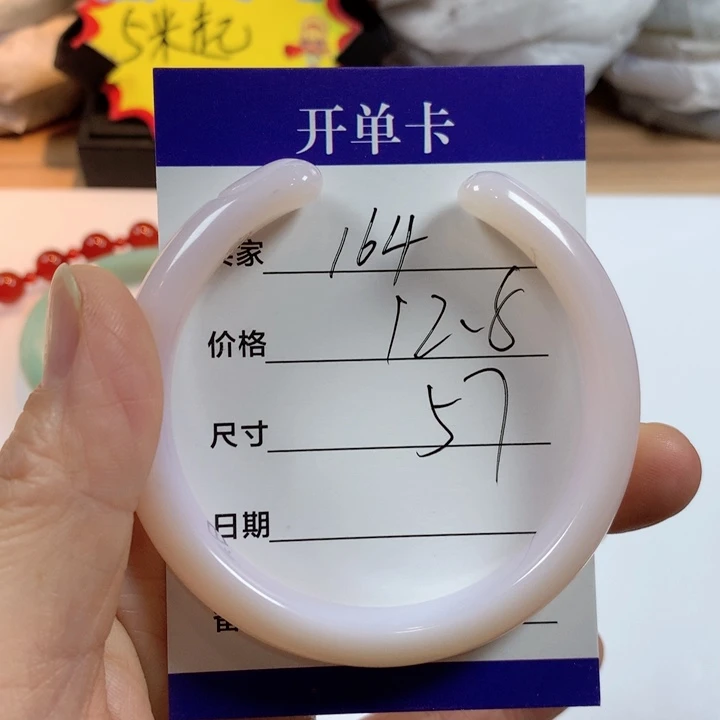 5米起
开单卡
家 164
价格 12.8
尺寸 57
日期